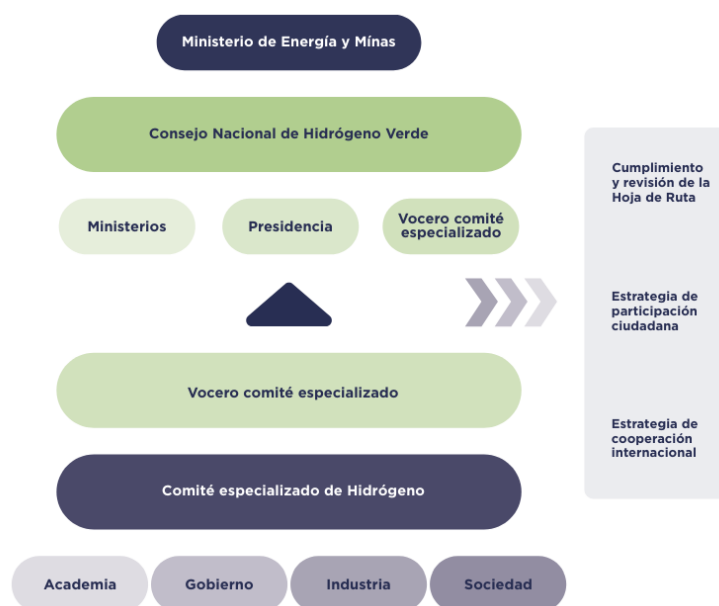 Ministerio de Energía y Mínas
Consejo Nacional de Hidrógeno Verde
Ministerios
Presidencia
Vocero comité
especializado
Vocero comité especializado
Comité especializado de Hidrógeno
Academia
Gobierno
Industria
Sociedad
Cumplimiento
y revisión de la
Hoja de Ruta
Estrategia de
participación
ciudadana
Estrategia de
cooperación
internacional